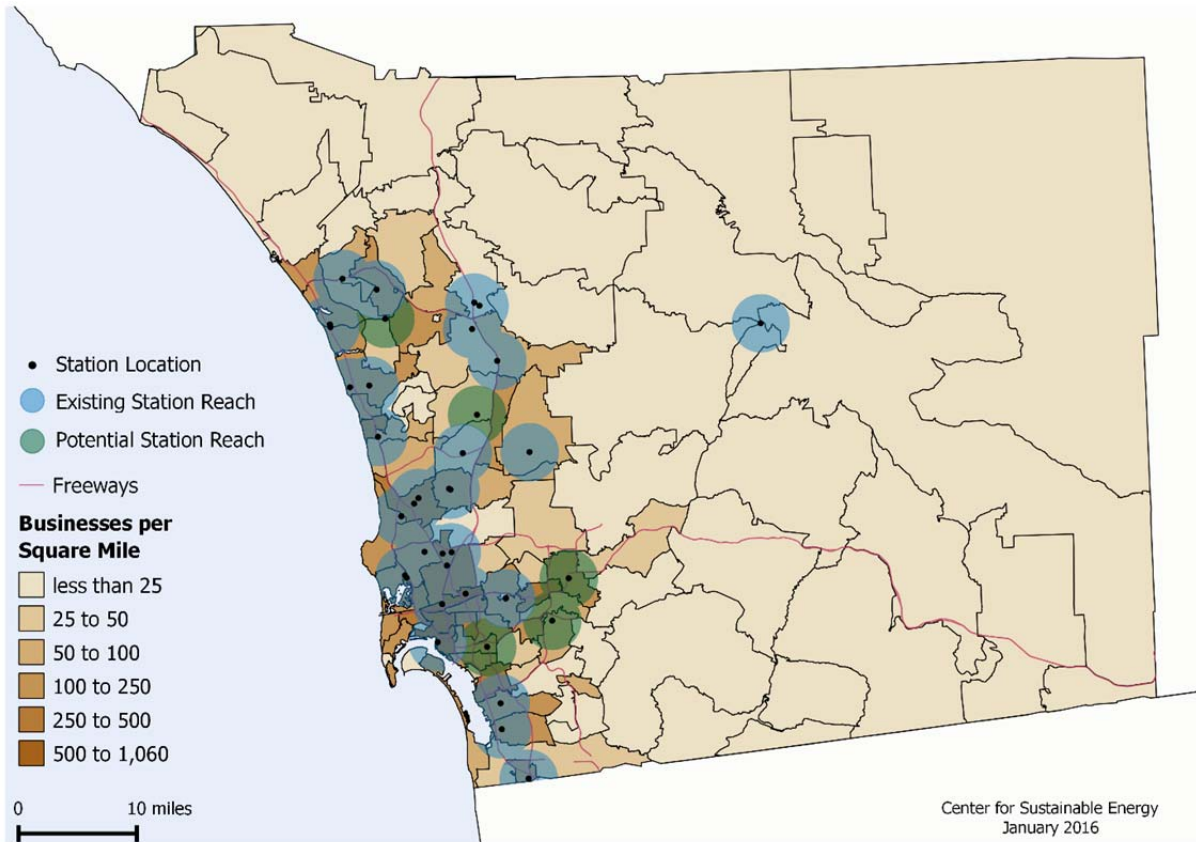 Station Location
Existing Station Reach
Potential Station Reach
Freeways
Businesses per
Square Mile
less than 25
25 to 50
50 to 100
100 to 250
250 to 500
500 to 1,060
0 10 miles
Center for Sustainable Energy
January 2016